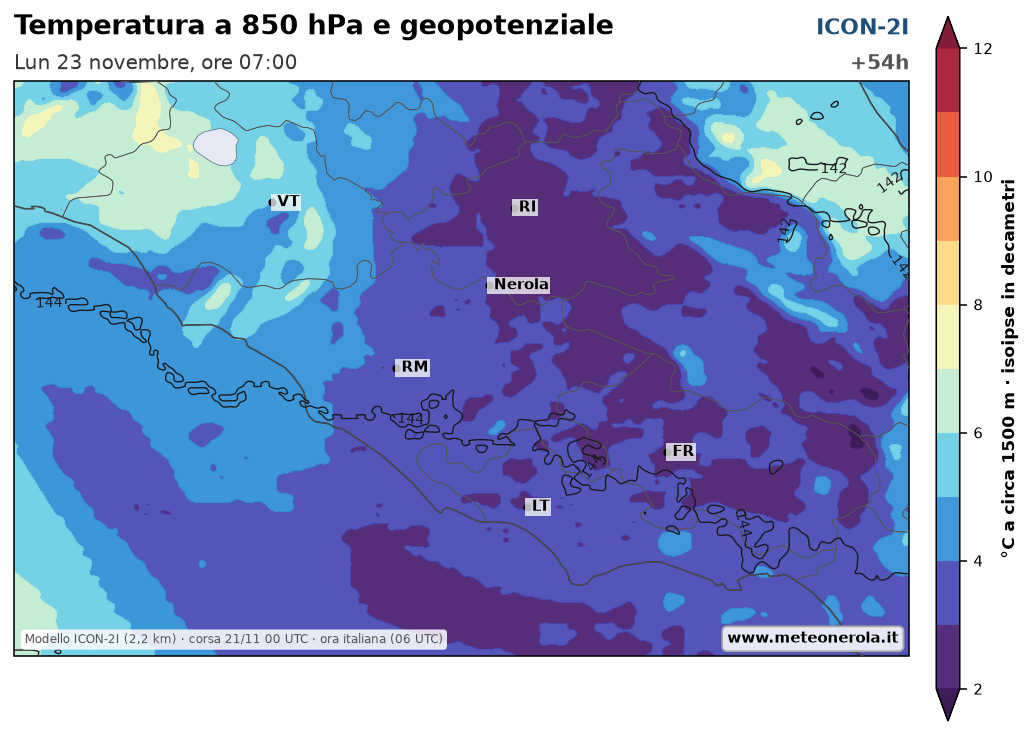 Temperatura a 850 hPa e geopotenziale
ICON-2I
Lun 23 novembre, ore 07:00
+54h
12
10
8
6
4
2
°C a circa 1500 m · isoipse in decametri
142
142
142
142
VT
RI
Nerola
144
RM
144
FR
143
LT
144
Modello ICON-2I (2,2 km) · corsa 21/11 00 UTC · ora italiana (06 UTC)
www.meteonerola.it